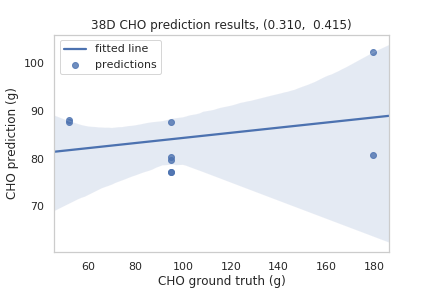 38D CHO prediction results, (0.310,  0.415)
fitted line
predictions
100
90
80
70
CHO prediction (g)
60 80 100 120 140 160 180
CHO ground truth (g)